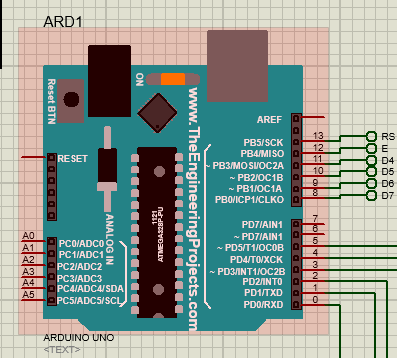 ARD1
ON
Reset BTN
www.TheEngineeringProjects.com
AREF
PB5/SCK 13 RS
PB4/MISO 12 E
~ PB3/MOSI/OC2A 11 D4
~ PB2/OC1B 10 D5
~ PB1/OC1A 9 D6
PB0/ICP1/CLKO 8 D7
RESET
1121
ATMEGA328P-PU
ANALOG IN
A0 PC0/ADC0
A1 PC1/ADC1
A2 PC2/ADC2
A3 PC3/ADC3
A4 PC4/ADC4/SDA
A5 PC5/ADC5/SCL
PD7/AIN1 7
~ PD7/AIN1 6
~ PD5/T1/OC0B 5
PD4/T0/XCK 4
~ PD3/INT1/OC2B 3
PD2/INT0 2
PD1/TXD 1
PD0/RXD 0
ARDUINO UNO
<TEXT>